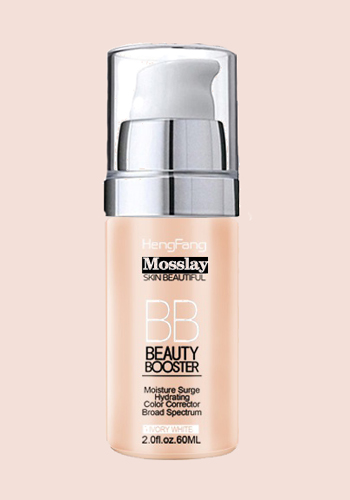 HengFang
Mosslay
SKIN BEAUTIFUL
BB
BEAUTY
BOOSTER
Moisture Surge
Hydrating
Color Corrector
Broad Spectrum
IVORY WHITE
2.0fl.oz.60ML